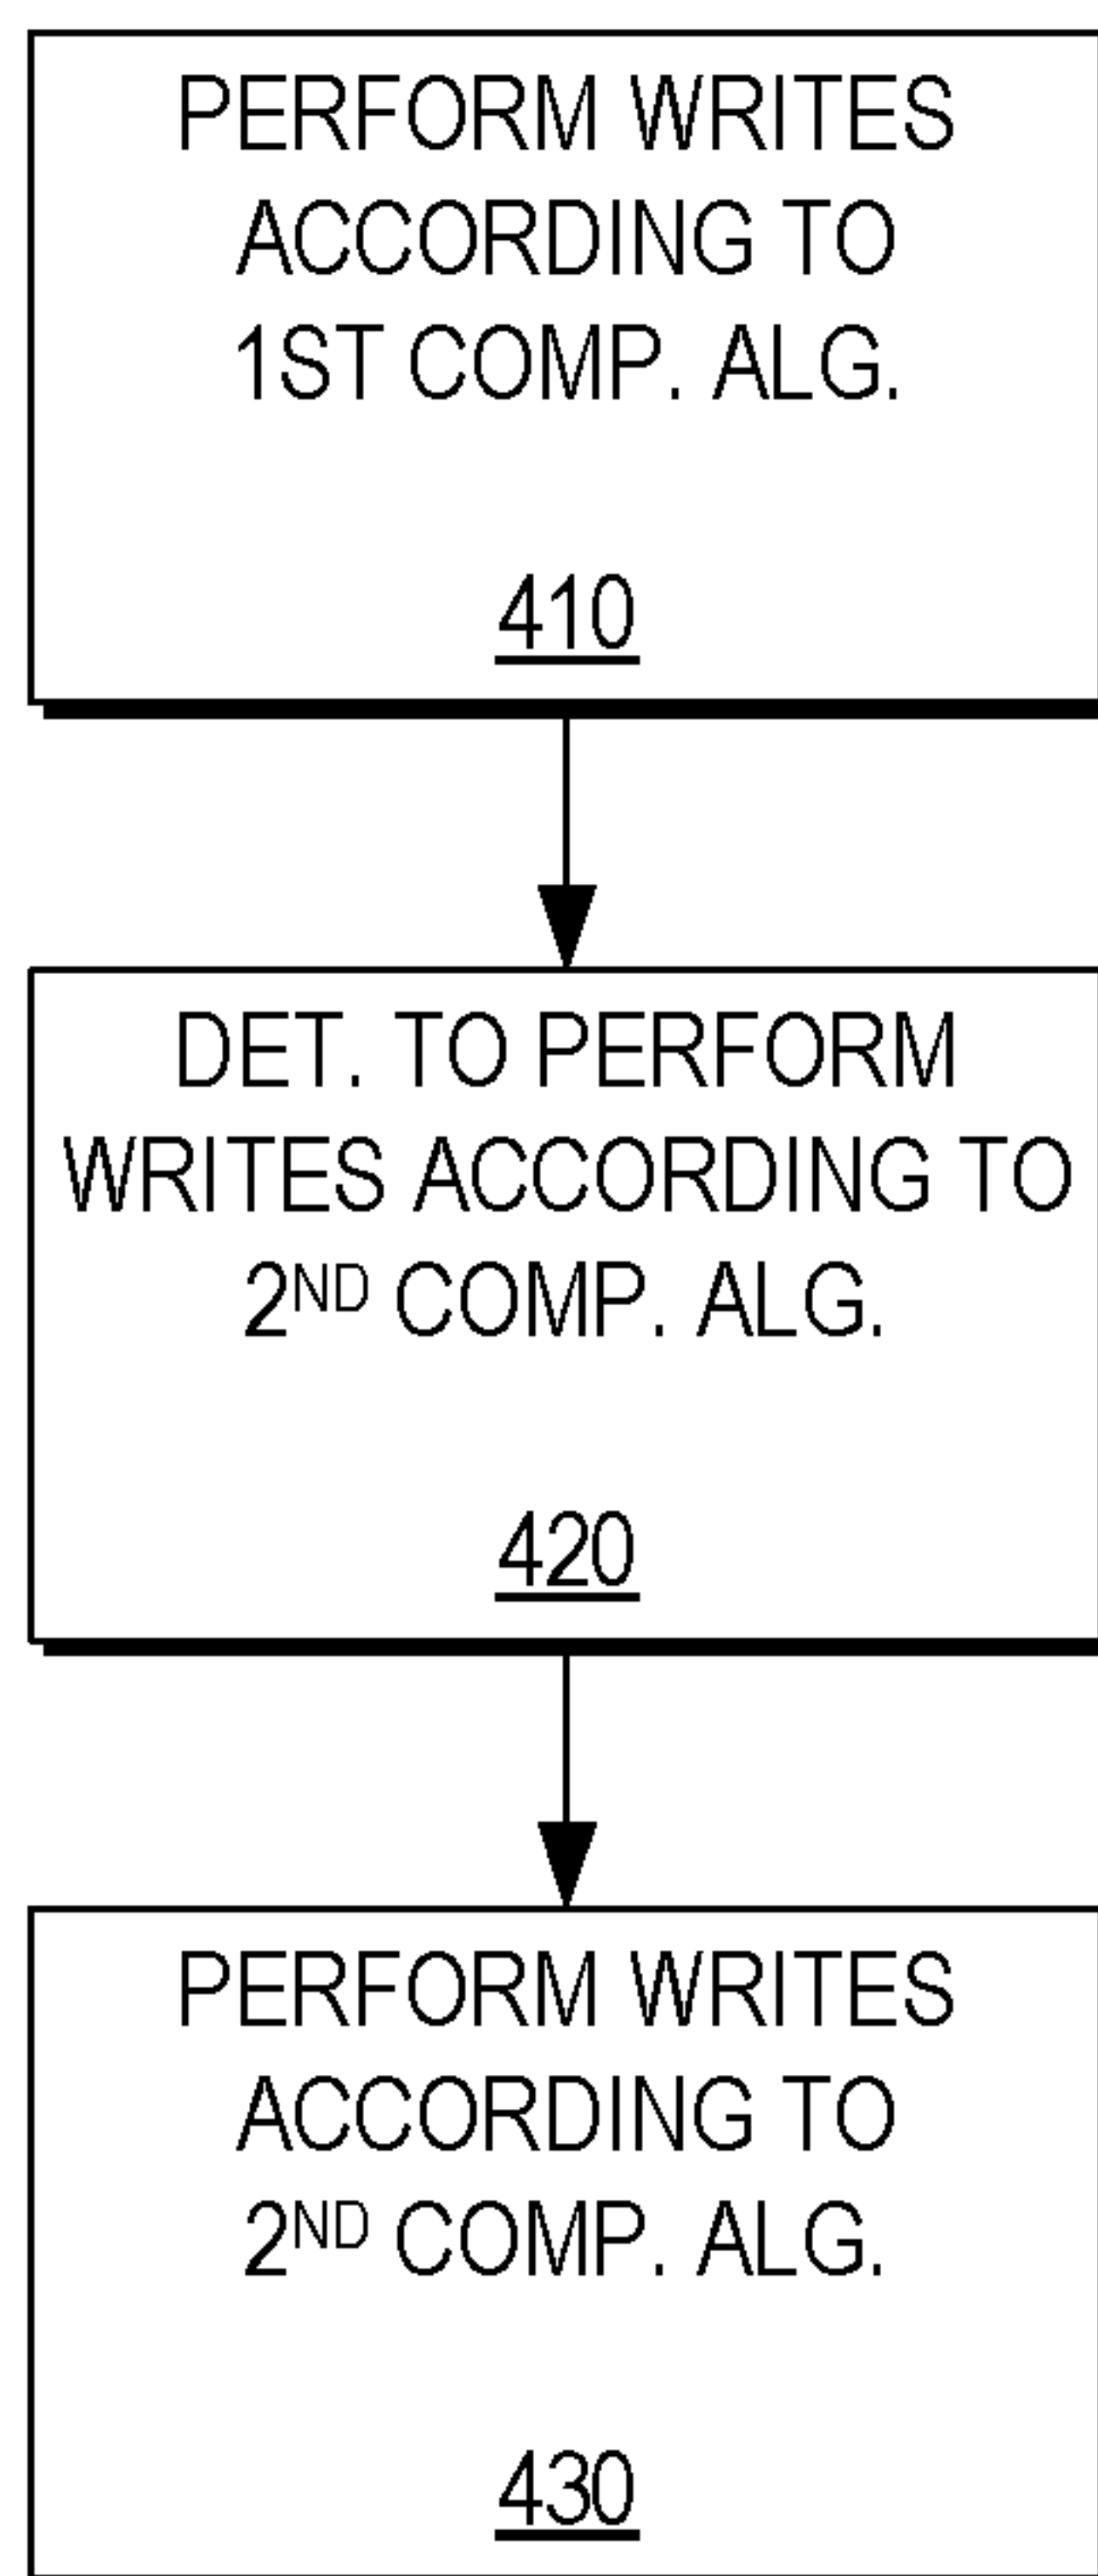 PERFORM WRITES
ACCORDING TO
1ST COMP. ALG.
410
DET. TO PERFORM
WRITES ACCORDING TO
2ND COMP. ALG.
420
PERFORM WRITES
ACCORDING TO
2ND COMP. ALG.
430